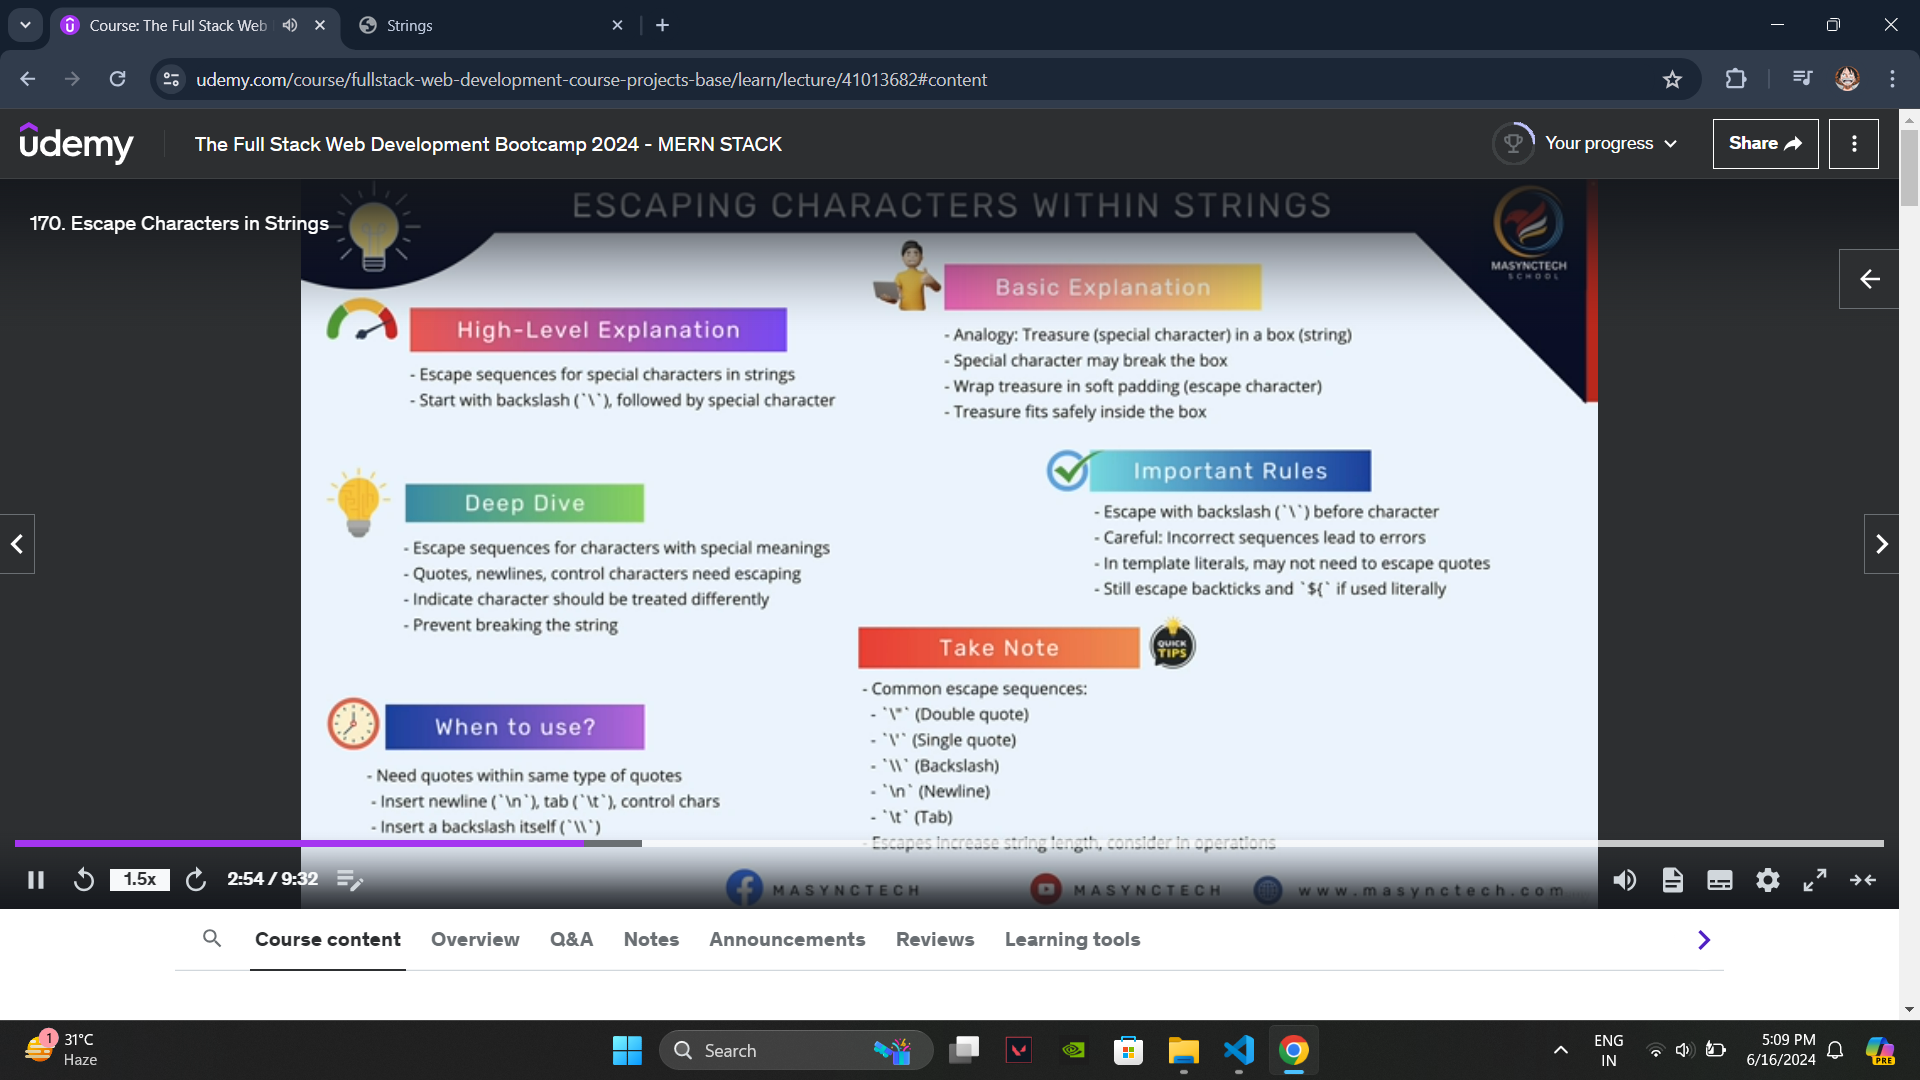 Course: The Full Stack Web
Strings
udemy.com/course/fullstack-web-development-course-projects-base/learn/lecture/41013682#content
udemy
The Full Stack Web Development Bootcamp 2024 - MERN STACK
Your progress
Share
170. Escape Characters in Strings
ESCAPING CHARACTERS WITHIN STRINGS
MASYNCTECH
SCHOOL
High-Level Explanation
- Escape sequences for special characters in strings
- Start with backslash (`\`), followed by special character
Basic Explanation
- Analogy: Treasure (special character) in a box (string)
- Special character may break the box
- Wrap treasure in soft padding (escape character)
- Treasure fits safely inside the box
Deep Dive
- Escape sequences for characters with special meanings
- Quotes, newlines, control characters need escaping
- Indicate character should be treated differently
- Prevent breaking the string
Important Rules
- Escape with backslash (`\`) before character
- Careful: Incorrect sequences lead to errors
- In template literals, may not need to escape quotes
- Still escape backticks and `${` if used literally
When to use?
- Need quotes within same type of quotes
- Insert newline (`\n`), tab (`\t`), control chars
- Insert a backslash itself (`\\`)
Take Note
QUICK
TIPS
- Common escape sequences:
- `\"` (Double quote)
- `\'` (Single quote)
- `\\` (Backslash)
- `\n` (Newline)
- `\t` (Tab)
- Escapes increase string length, consider in operations
MASYNCTECH
MASYNCTECH
www.masynctech.com
1.5x
2:54 / 9:32
Course content
Overview
Q&A
Notes
Announcements
Reviews
Learning tools
1
31°C
Haze
Search
PRE
ENG
IN
5:09 PM
6/16/2024